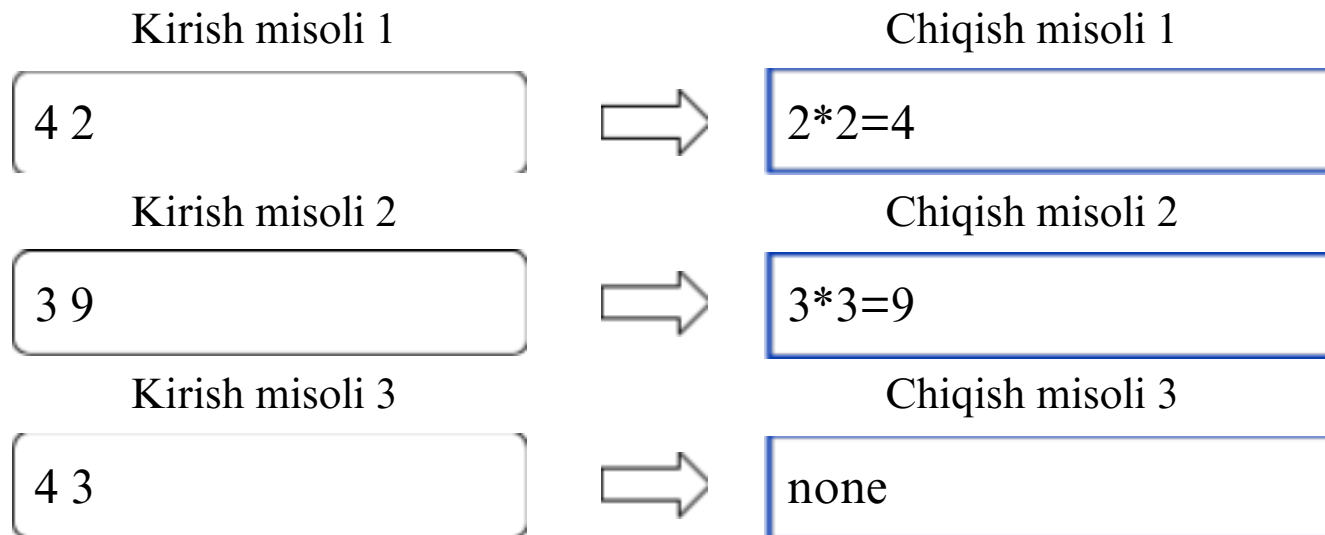 Kirish misoli 1 Chiqish misoli 1
4 2 2*2=4
Kirish misoli 2 Chiqish misoli 2
3 9 3*3=9
Kirish misoli 3 Chiqish misoli 3
4 3 none